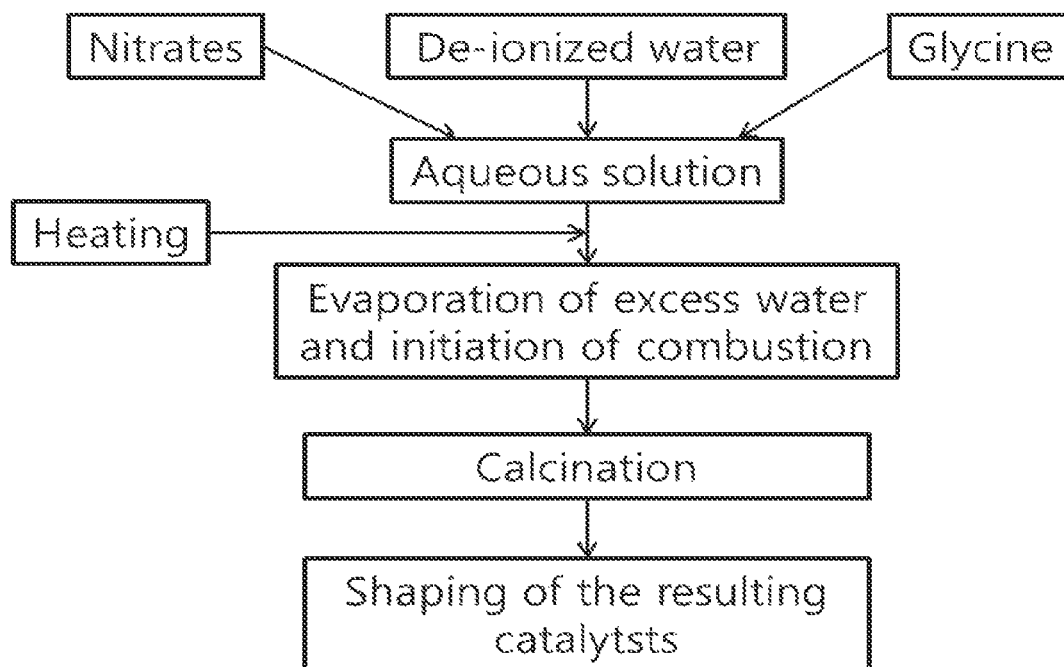 Nitrates
De-ionized water
Glycine
Aqueous solution
Heating
Evaporation of excess water
and initiation of combustion
Calcination
Shaping of the resulting
catalytsts